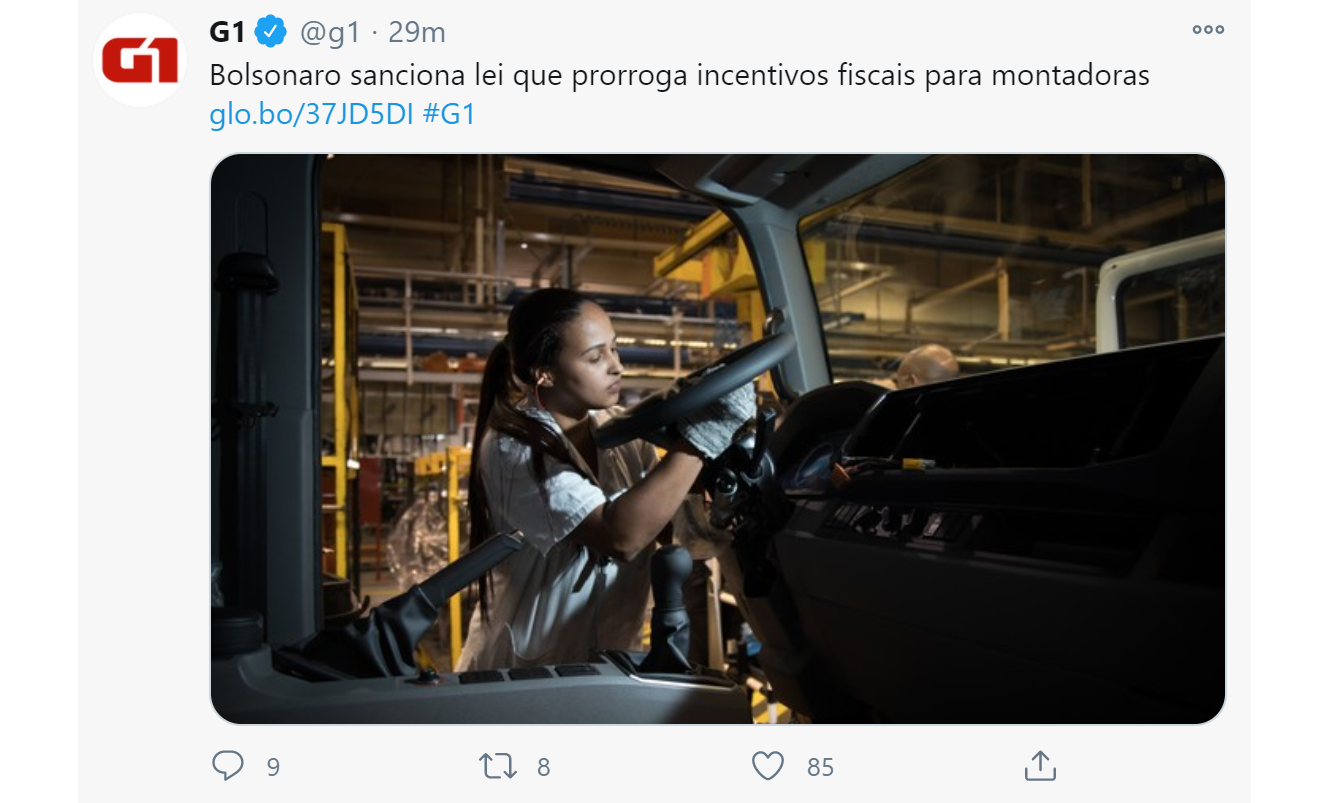 G1
G1 @g1 · 29m
Bolsonaro sanciona lei que prorroga incentivos fiscais para montadoras
glo.bo/37JD5DI #G1
9 8 85